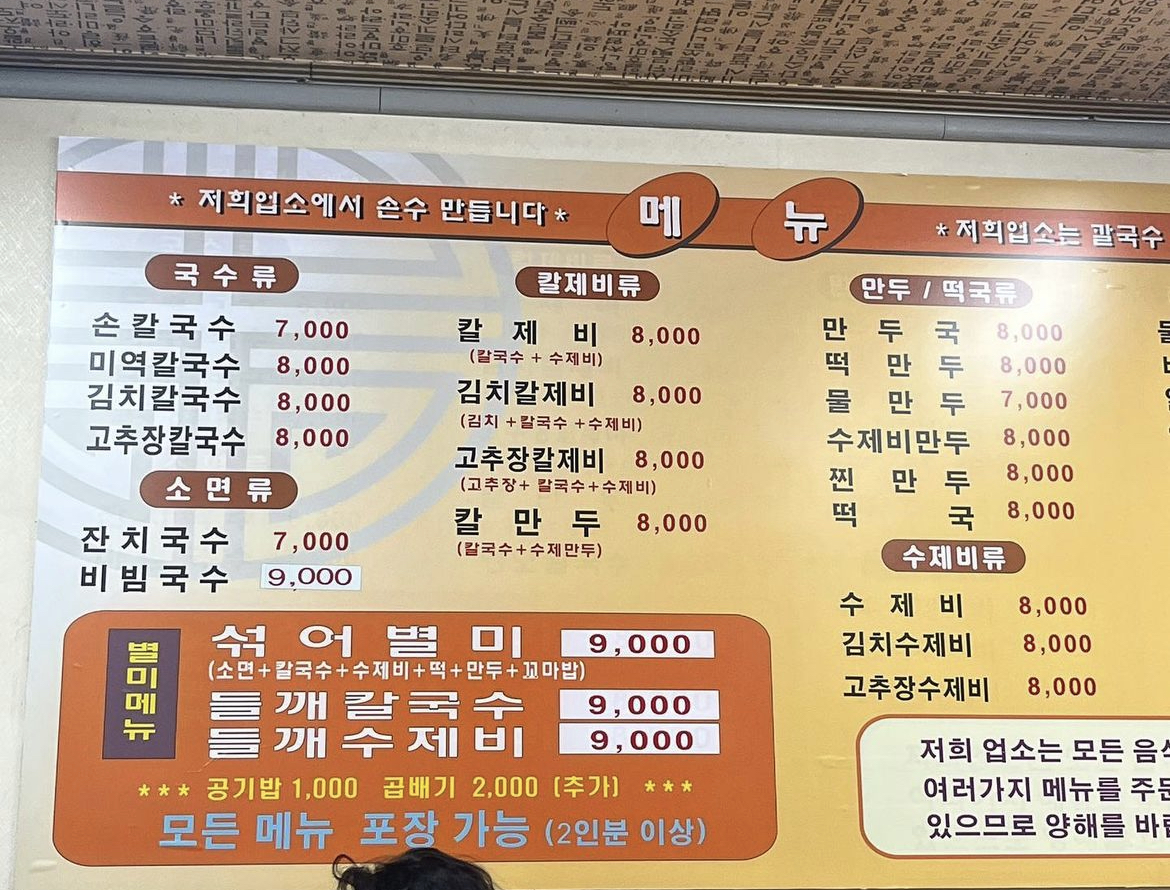 * 저희업소에서 손수 만듭니다 *
메뉴
* 저희업소는 칼국수
국수류
손칼국수 7,000
미역칼국수 8,000
김치칼국수 8,000
고추장칼국수 8,000
소면류
잔치국수 7,000
비빔국수 9,000
칼제비류
칼제비 8,000
(칼국수 + 수제비)
김치칼제비 8,000
(김치 +칼국수 +수제비)
고추장칼제비 8,000
(고추장+ 칼국수+수제비)
칼만두 8,000
(칼국수+수제만두)
만두 / 떡국류
만두국 8,000
떡만두 8,000
물만두 7,000
수제비만두 8,000
찐만두 8,000
떡국 8,000
수제비류
수제비 8,000
김치수제비 8,000
고추장수제비 8,000
별미메뉴
섞어별미 9,000
(소면+칼국수+수제비+떡+만두+꼬마밥)
들깨칼국수 9,000
들깨수제비 9,000
*** 공기밥 1,000 곱배기 2,000 (추가) ***
모든 메뉴 포장 가능 (2인분 이상)
저희 업소는 모든
여러가지 메뉴를
있으므로 양해를